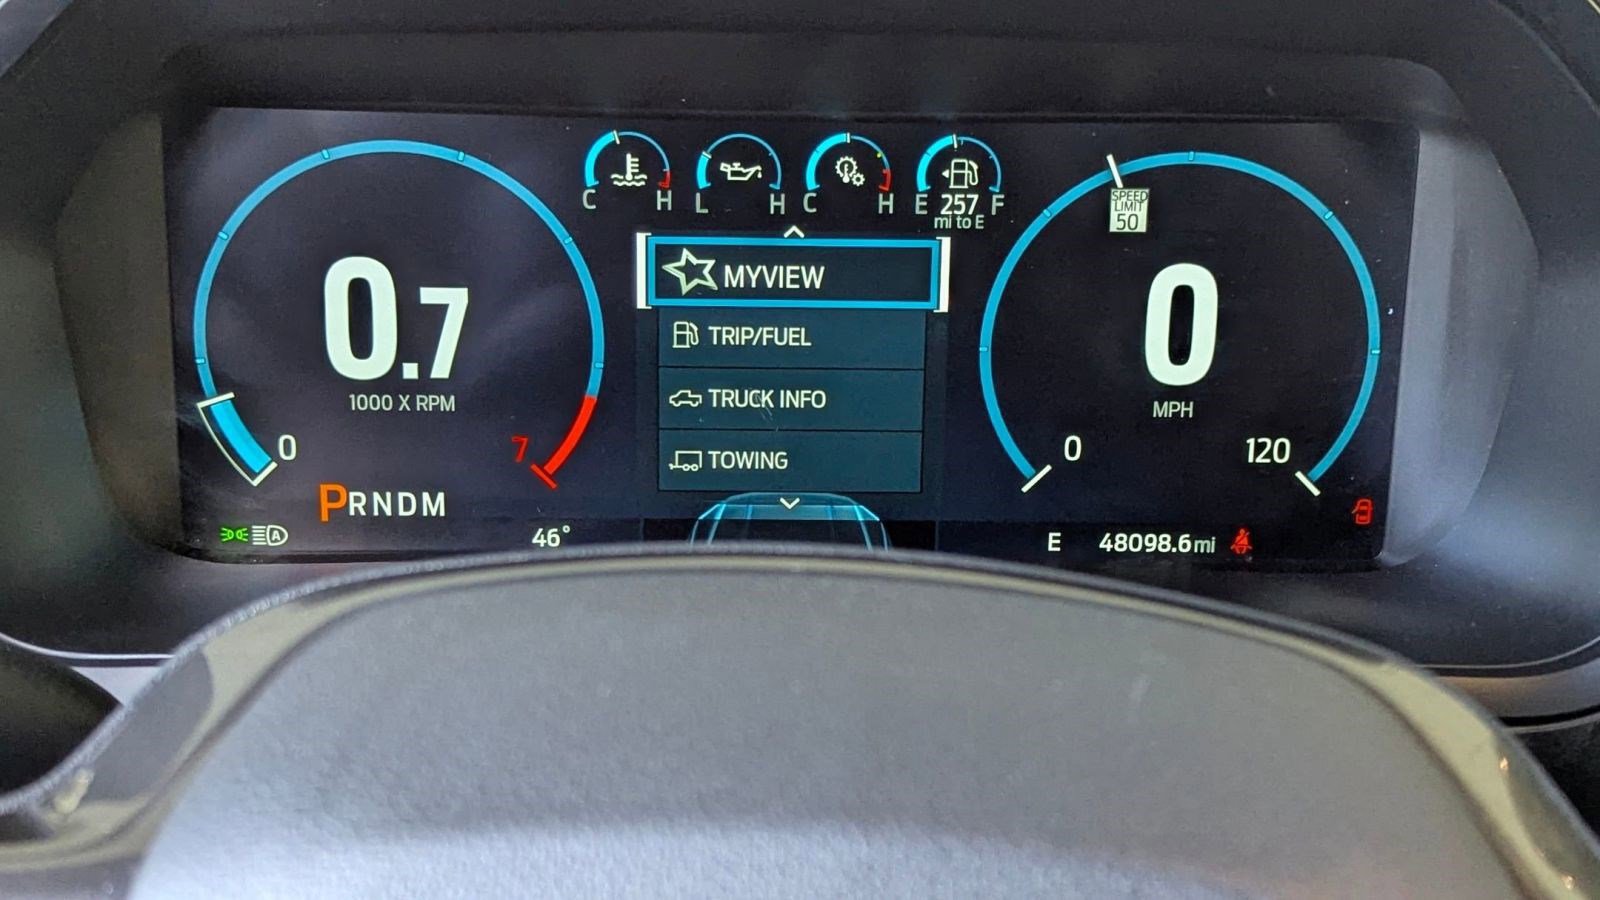 C H
L H
C H
E 257 F
mi to E
SPEED
LIMIT
50
MYVIEW
TRIP/FUEL
TRUCK INFO
TOWING
0.7
1000 X RPM
0 7
PRNDM
A
46°
0
MPH
0 120
E 48098.6mi